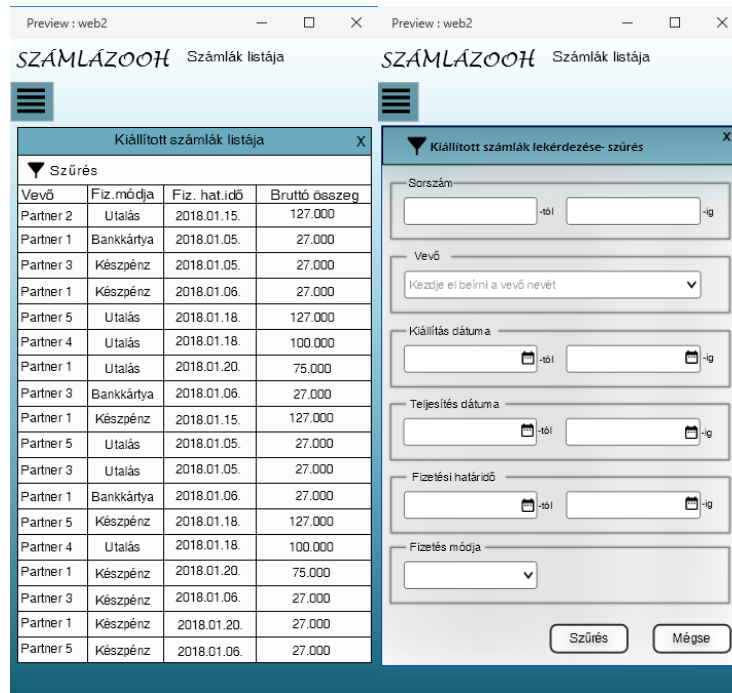 Preview : web2
SZÁMLÁZOOH Számlák listája
Kiállított számlák listája X
Szűrés
Vevő Fiz.módja Fiz. hat.idő Bruttó összeg
Partner 2 Utalás 2018.01.15. 127.000
Partner 1 Bankkártya 2018.01.05. 27.000
Partner 3 Készpénz 2018.01.05. 27.000
Partner 1 Készpénz 2018.01.06. 27.000
Partner 5 Utalás 2018.01.18. 127.000
Partner 4 Utalás 2018.01.18. 100.000
Partner 1 Utalás 2018.01.20. 75.000
Partner 3 Bankkártya 2018.01.06. 27.000
Partner 1 Készpénz 2018.01.15. 127.000
Partner 5 Utalás 2018.01.05. 27.000
Partner 3 Utalás 2018.01.05. 27.000
Partner 1 Bankkártya 2018.01.06. 27.000
Partner 5 Készpénz 2018.01.18. 127.000
Partner 4 Utalás 2018.01.18. 100.000
Partner 1 Készpénz 2018.01.20. 75.000
Partner 3 Készpénz 2018.01.06. 27.000
Partner 1 Készpénz 2018.01.20. 27.000
Partner 5 Készpénz 2018.01.06. 27.000
Preview : web2
SZÁMLÁZOOH Számlák listája
Kiállított számlák lekérdezése- szűrés X
Sorszám
-tól -ig
Vevő
Kezdje el beírni a vevő nevét
Kiállítás dátuma
-tól -ig
Teljesítés dátuma
-tól -ig
Fizetési határidő
-tól -ig
Fizetés módja
Szűrés Mégse